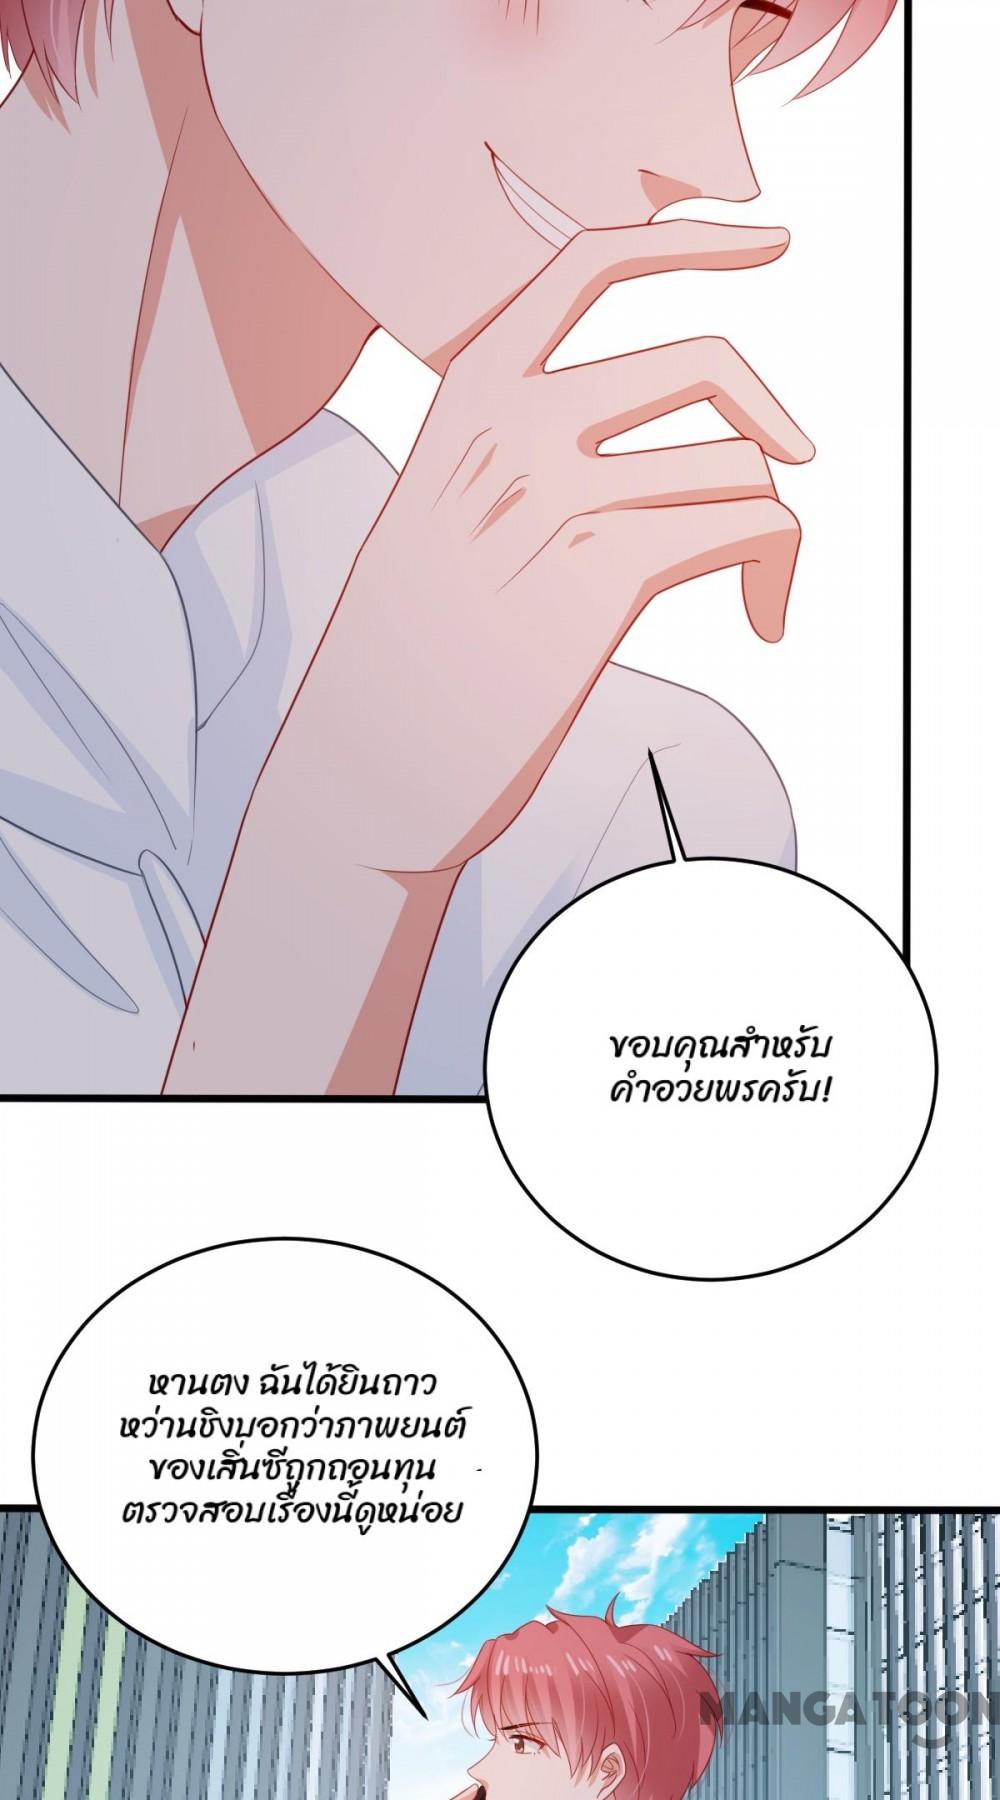 ขอบคุณสำหรับ
คำอวยพรครับ!
หานตง ฉันได้ยินถาว
หว่านชิงบอกว่าภาพยนต์
ของเสิ่นซีถูกถอนทุน
ตรวจสอบเรื่องนี้ดูหน่อย
MANGATOON